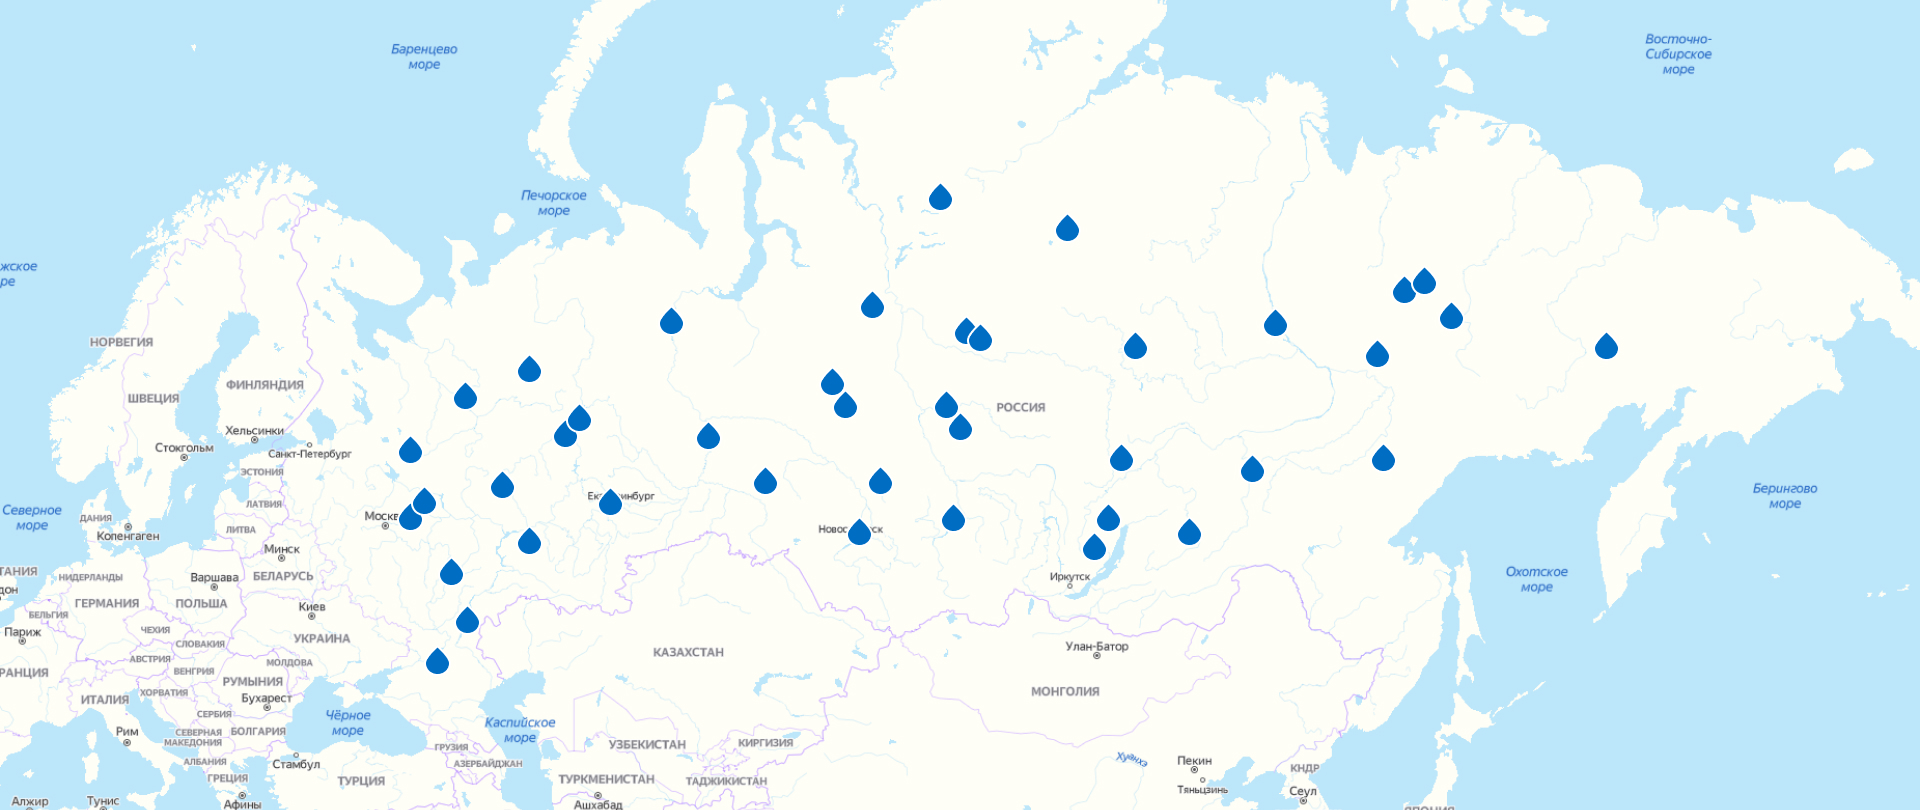 Баренцево
море
Восточно-
Сибирское
море
Печорское
море
жское
ре
НОРВЕГИЯ
ШВЕЦИЯ
ФИНЛЯНДИЯ
РОССИЯ
Хельсинки
Стокгольм
Санкт-Петербург
ЭСТОНИЯ
Северное
море
ДАНИЯ
ЛАТВИЯ
Москв
Копенгаген
ЛИТВА
Новос
ск
Берингово
море
Минск
ТАНИЯ
дон
НИДЕРЛАНДЫ
Варшава
БЕЛАРУСЬ
Иркутск
Охотское
море
ГЕРМАНИЯ
ПОЛЬША
Киев
БЕЛЬГИЯ
Париж
ЧЕХИЯ
СЛОВАКИЯ
УКРАИНА
КАЗАХСТАН
Улан-Батор
АВСТРИЯ
МОЛДОВА
РАНЦИЯ
ВЕНГРИЯ
РУМЫНИЯ
МОНГОЛИЯ
ИТАЛИЯ
ХОРВАТИЯ
Бухарест
СЕРБИЯ
Чёрное
море
Каспийское
море
Рим
СЕВЕРНАЯ
МАКЕДОНИЯ
БОЛГАРИЯ
ГРУЗИЯ
УЗБЕКИСТАН
КИРГИЗИЯ
АЛБАНИЯ
Стамбул
АЗЕРБАЙДЖАН
Хуанхэ
Пекин
КНДР
ГРЕЦИЯ
ТУРЦИЯ
ТУРКМЕНИСТАН
ТАДЖИКИСТАН
Тяньцзинь
Сеул
Алжир
Тунис
Афины
Ашхабад